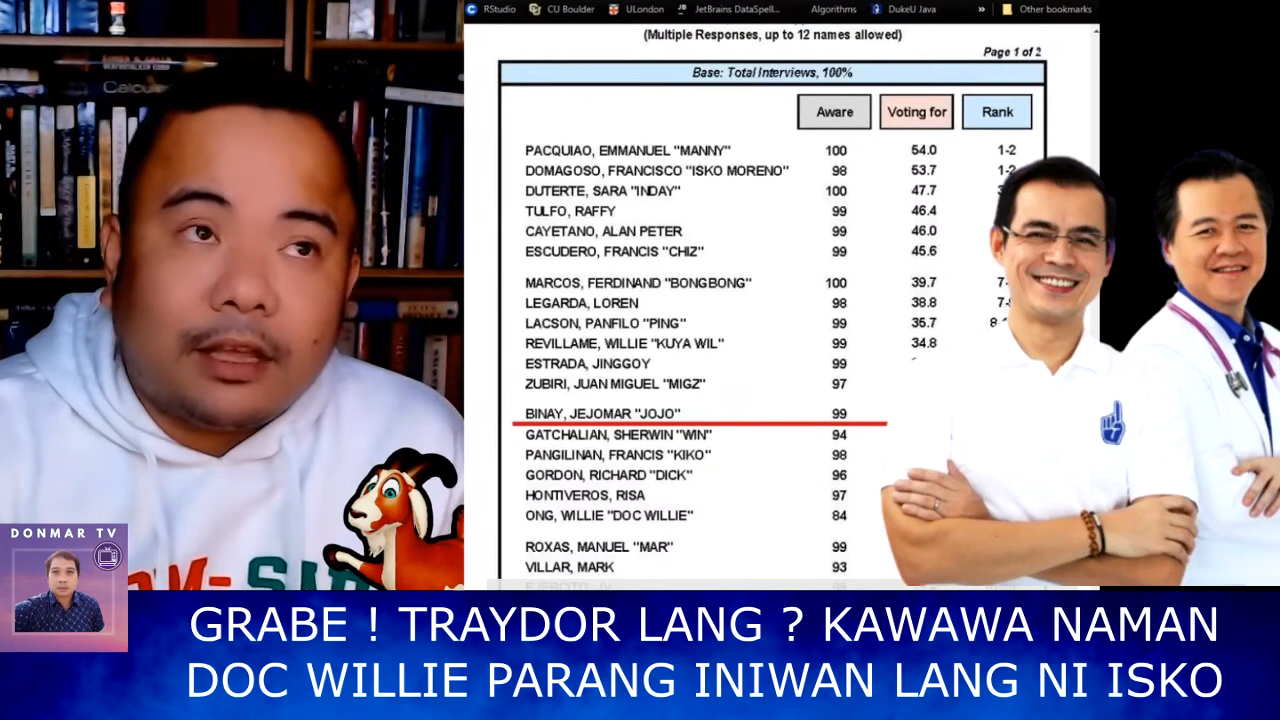 RStudio CU Boulder ULondon JetBrains DataSpell... Algorithms DukeU Java » Other bookmarks
(Multiple Responses, up to 12 names allowed)
Page 1 of 2
Base: Total Interviews, 100%
Aware Voting for Rank
PACQUIAO, EMMANUEL "MANNY" 100 54.0 1-2
DOMAGOSO, FRANCISCO "ISKO MORENO" 98 53.7 1-2
DUTERTE, SARA "INDAY" 100 47.7
TULFO, RAFFY 99 46.4
CAYETANO, ALAN PETER 99 46.0
ESCUDERO, FRANCIS "CHIZ" 99 45.6
MARCOS, FERDINAND "BONGBONG" 100 39.7 7-
LEGARDA, LOREN 98 38.8 7-
LACSON, PANFILO "PING" 99 35.7 8-
REVILLAME, WILLIE "KUYA WIL" 99 34.8
ESTRADA, JINGGOY 99
ZUBIRI, JUAN MIGUEL "MIGZ" 97
BINAY, JEJOMAR "JOJO" 99
GATCHALIAN, SHERWIN "WIN" 94
PANGILINAN, FRANCIS "KIKO" 98
GORDON, RICHARD "DICK" 96
HONTIVEROS, RISA 97
ONG, WILLIE "DOC WILLIE" 84
ROXAS, MANUEL "MAR" 99
VILLAR, MARK 93
EJERCITO, JV
DONMAR TV
GRABE ! TRAYDOR LANG ? KAWAWA NAMAN
DOC WILLIE PARANG INIWAN LANG NI ISKO